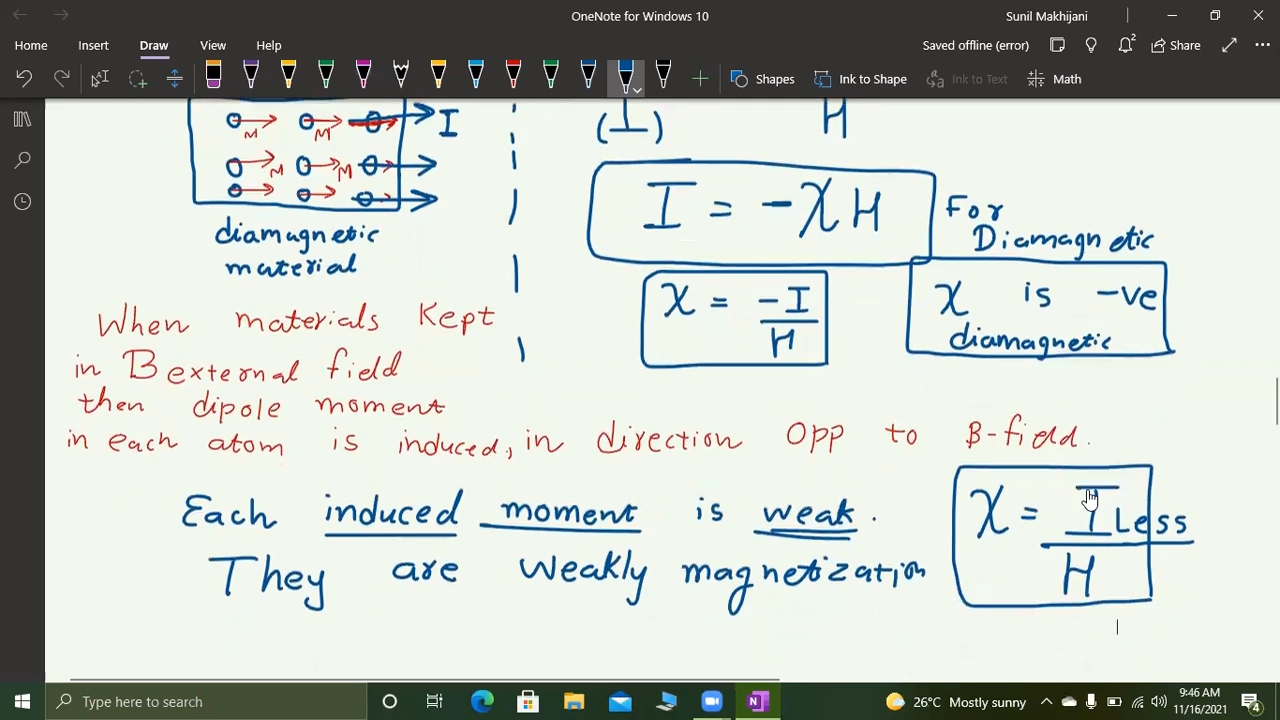 OneNote for Windows 10
Sunil Makhijani
Home Insert Draw View Help
Saved offline (error)
Share
Shapes
Ink to Shape
Ink to Text
Math
M M I
M M
diamagnetic
material
(I) H
I = -χH
For
Diamagnetic
χ = -I
H
χ is -ve
diamagnetic
When materials Kept
in B external field
then dipole moment
in each atom is induced, in direction opp to B-field.
Each induced moment is weak.
They are weakly magnetization
χ = I Less
H
Type here to search
26°C Mostly sunny
9:46 AM
11/16/2021
4